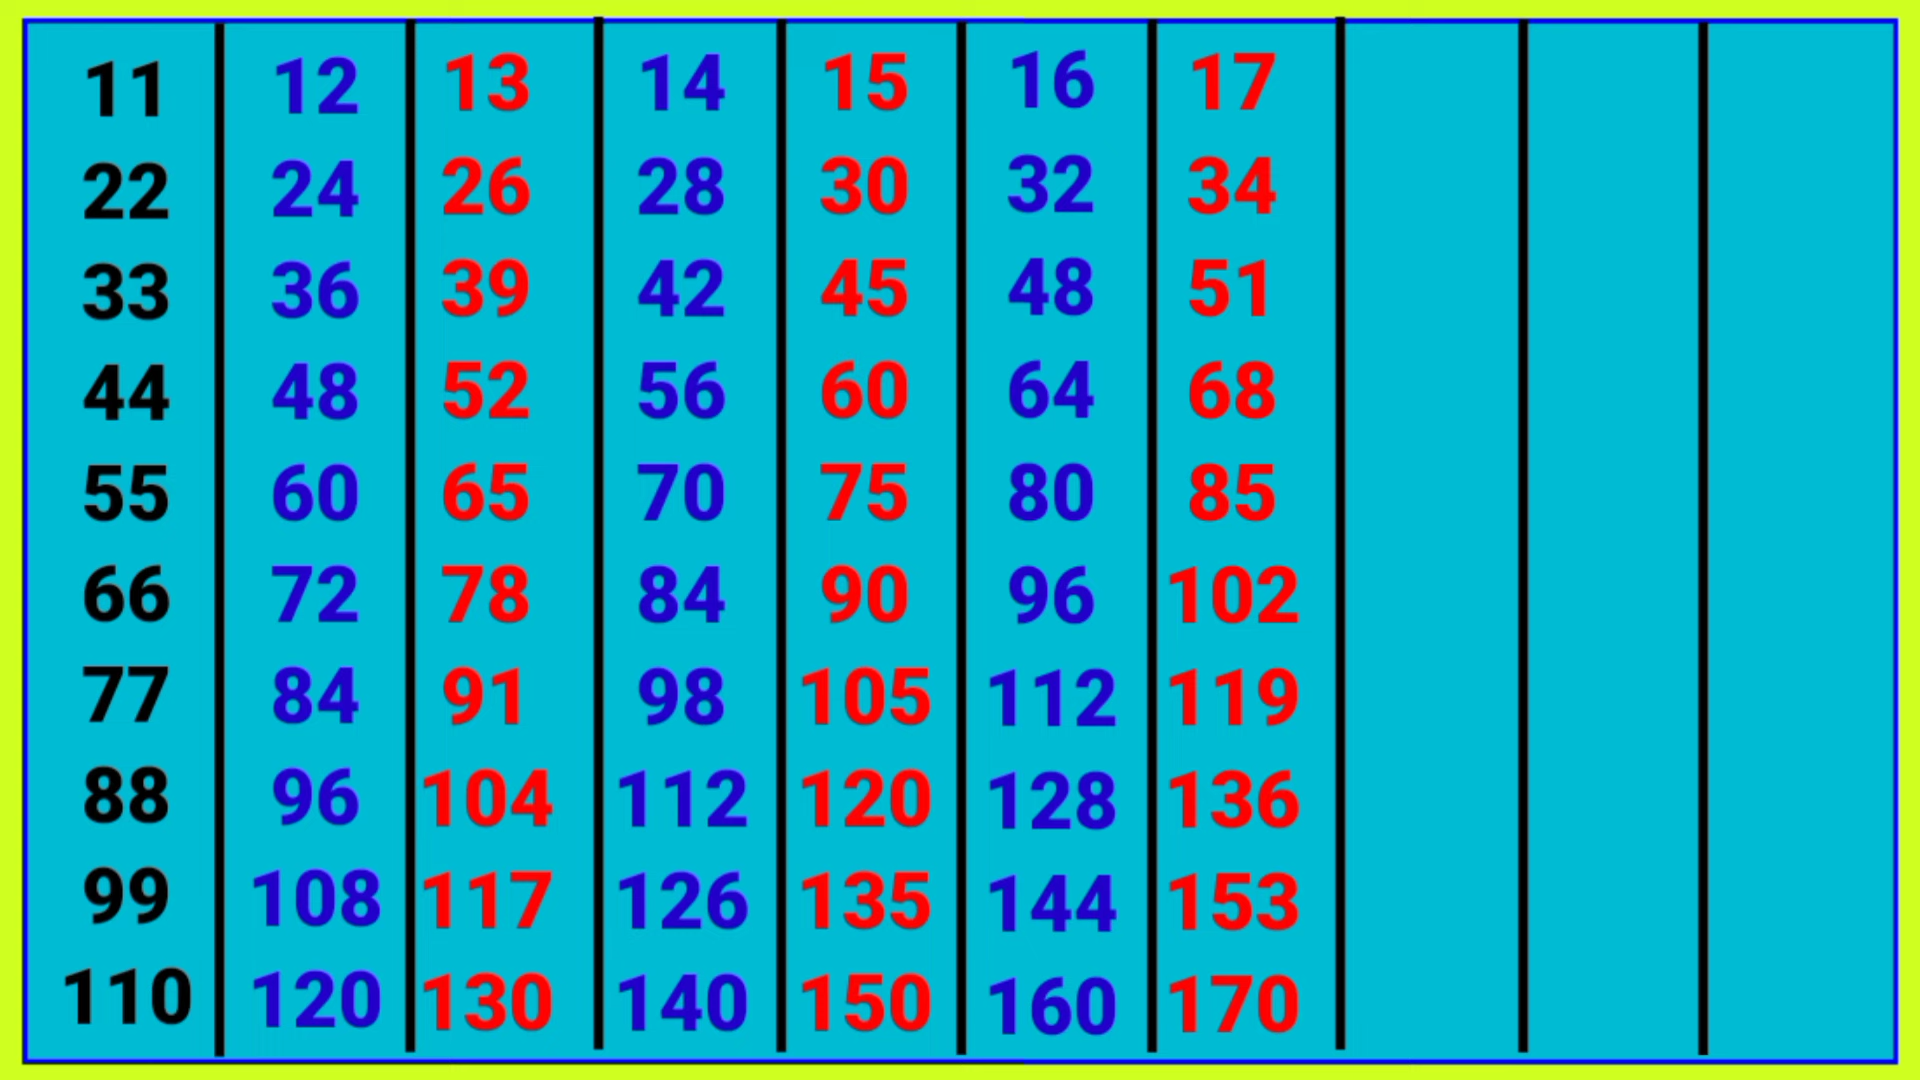 11 12 13 14 15 16 17
22 24 26 28 30 32 34
33 36 39 42 45 48 51
44 48 52 56 60 64 68
55 60 65 70 75 80 85
66 72 78 84 90 96 102
77 84 91 98 105 112 119
88 96 104 112 120 128 136
99 108 117 126 135 144 153
110 120 130 140 150 160 170